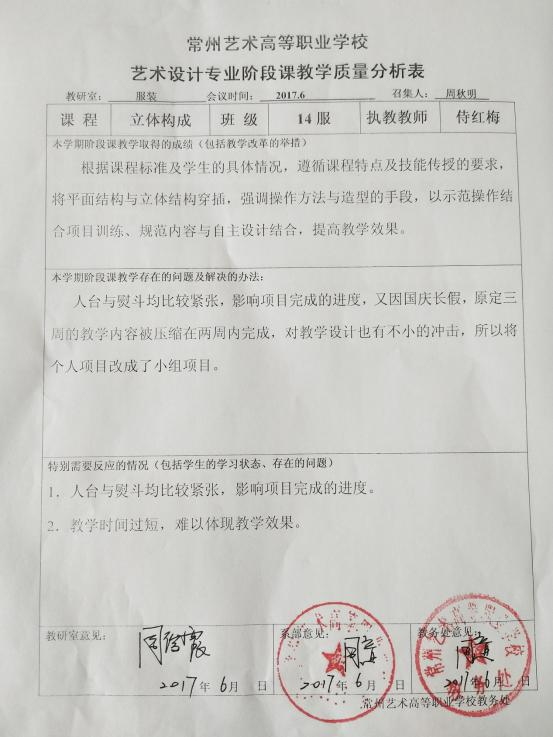 常州艺术高等职业学校
艺术设计专业阶段课教学质量分析表
教研室： 服装 会议时间： 2017.6 召集人： 周秋明
课 程 立体构成 班 级 14服 执教教师 侍红梅
本学期阶段课教学取得的成绩（包括教学改革的举措）
根据课程标准及学生的具体情况，遵循课程特点及技能传授的要求，
将平面结构与立体结构穿插，强调操作方法与造型的手段，以示范操作结
合项目训练、规范内容与自主设计结合，提高教学效果。
本学期阶段课教学存在的问题及解决的办法：
人台与熨斗均比较紧张，影响项目完成的进度，又因国庆长假，原定三
周的教学内容被压缩在两周内完成，对教学设计也有不小的冲击，所以将
个人项目改成了小组项目。
特别需要反应的情况（包括学生的学习状态、存在的问题）
1．人台与熨斗均比较紧张，影响项目完成的进度。
2．教学时间过短，难以体现教学效果。
教研室意见： 系部意见： 教务处意见：
2017年 6月 日 2017年 6月 日 2017年 6月 日
常州艺术高等职业学校教务处